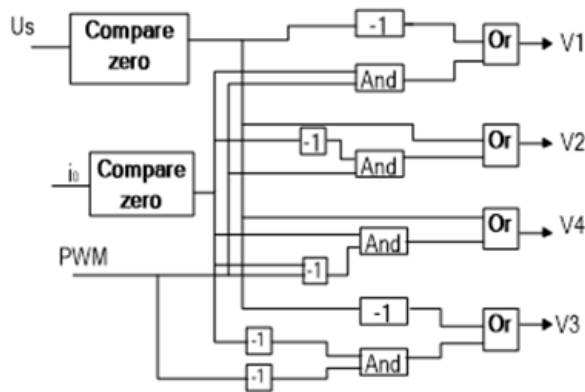 Us
Compare
zero
-1
Or
V1
And
-1
And
Or
V2
i₀
Compare
zero
And
Or
V4
PWM
-1
-1
Or
V3
-1
And
-1